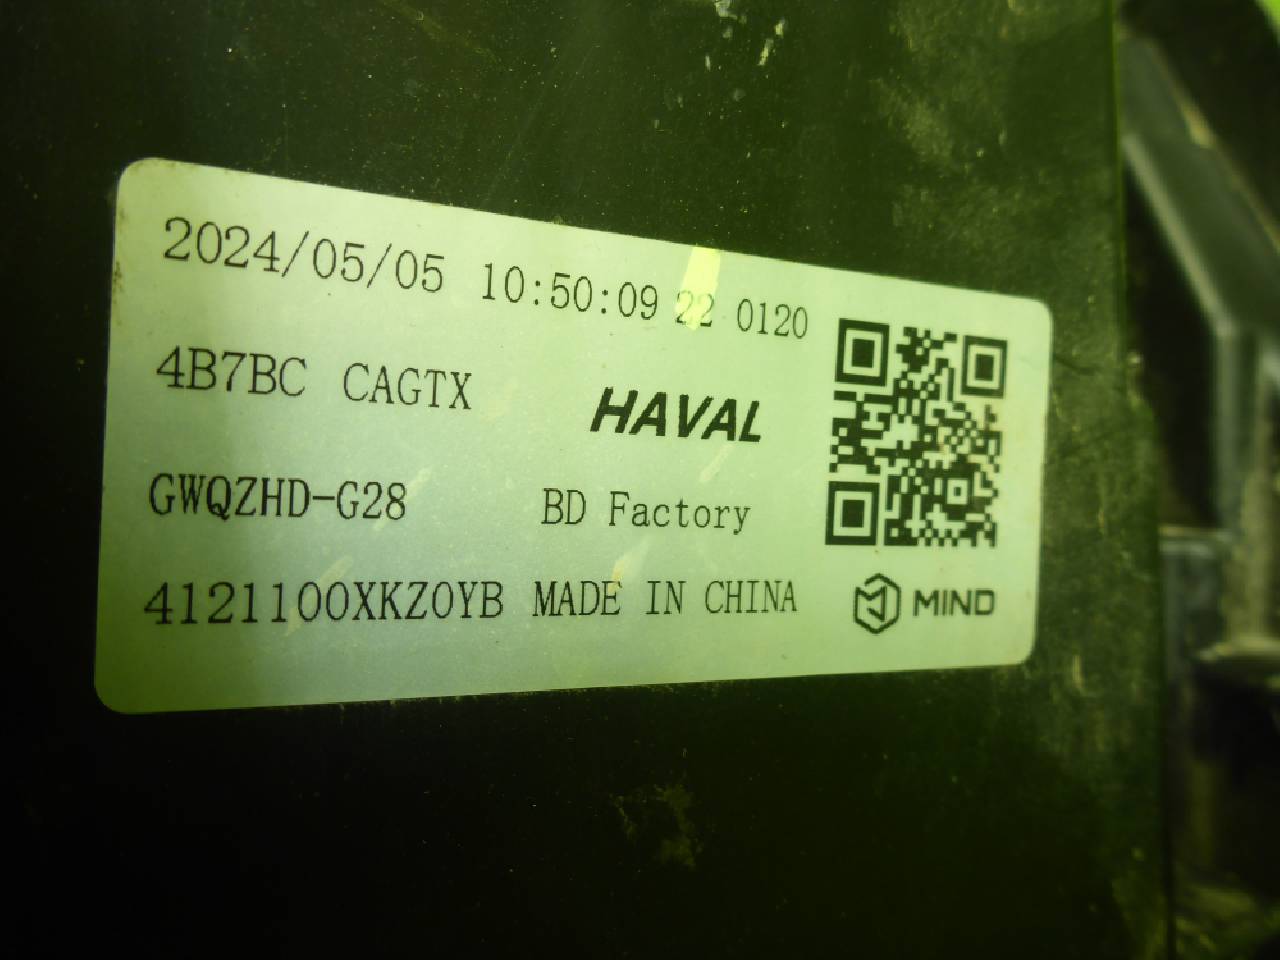 2024/05/05 10:50:09 22 0120
4B7BC CAGTX HAVAL
GWQZHD-G28 BD Factory
4121100XKZ0YB MADE IN CHINA MIND